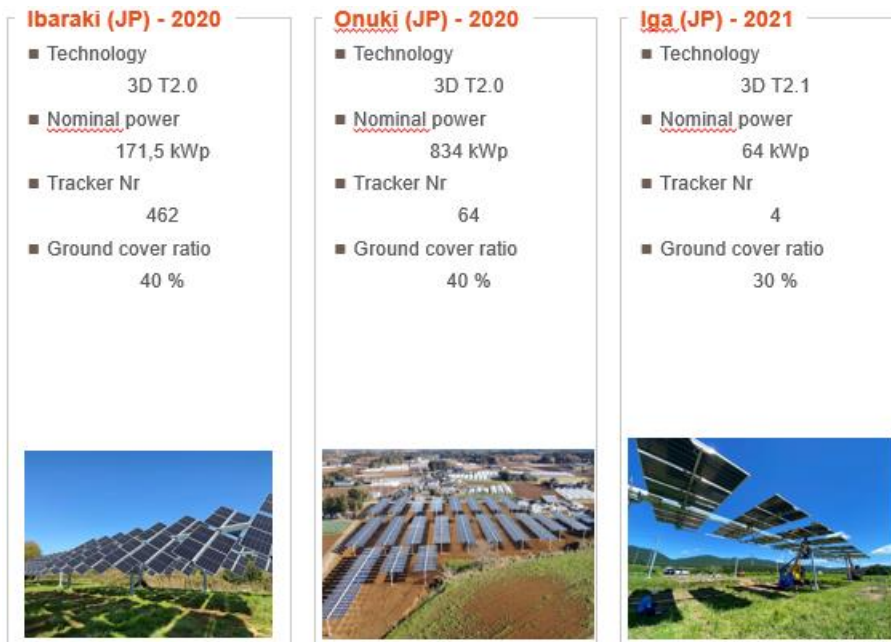 Ibaraki (JP) - 2020
Technology
3D T2.0
Nominal power
171,5 kWp
Tracker Nr
462
Ground cover ratio
40 %
Onuki (JP) - 2020
Technology
3D T2.0
Nominal power
834 kWp
Tracker Nr
64
Ground cover ratio
40 %
Iga (JP) - 2021
Technology
3D T2.1
Nominal power
64 kWp
Tracker Nr
4
Ground cover ratio
30 %